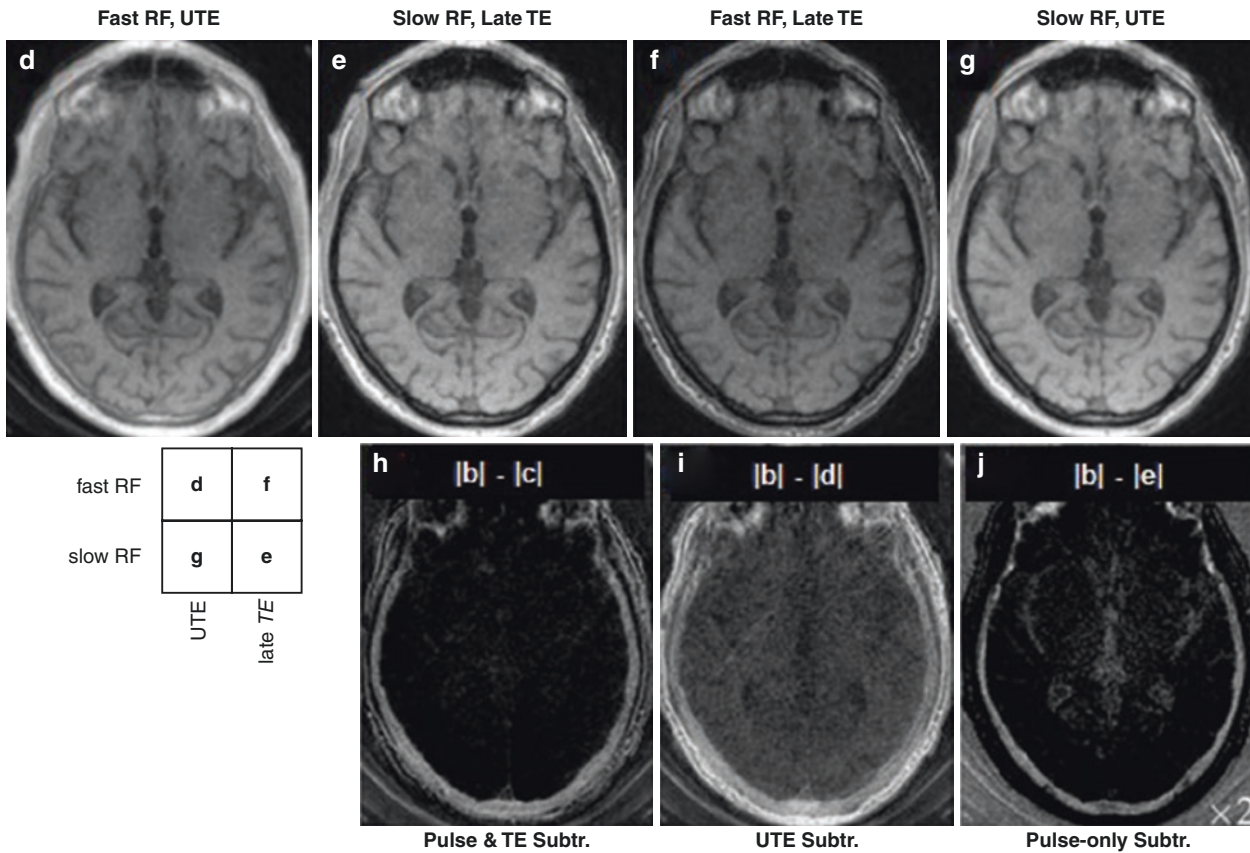 Fast RF, UTE
Slow RF, Late TE
Fast RF, Late TE
Slow RF, UTE
d
e
f
g
fast RF
d
f
slow RF
g
e
UTE
late TE
h
|b| - |c|
i
|b| - |d|
j
|b| - |e|
×2
Pulse & TE Subtr.
UTE Subtr.
Pulse-only Subtr.